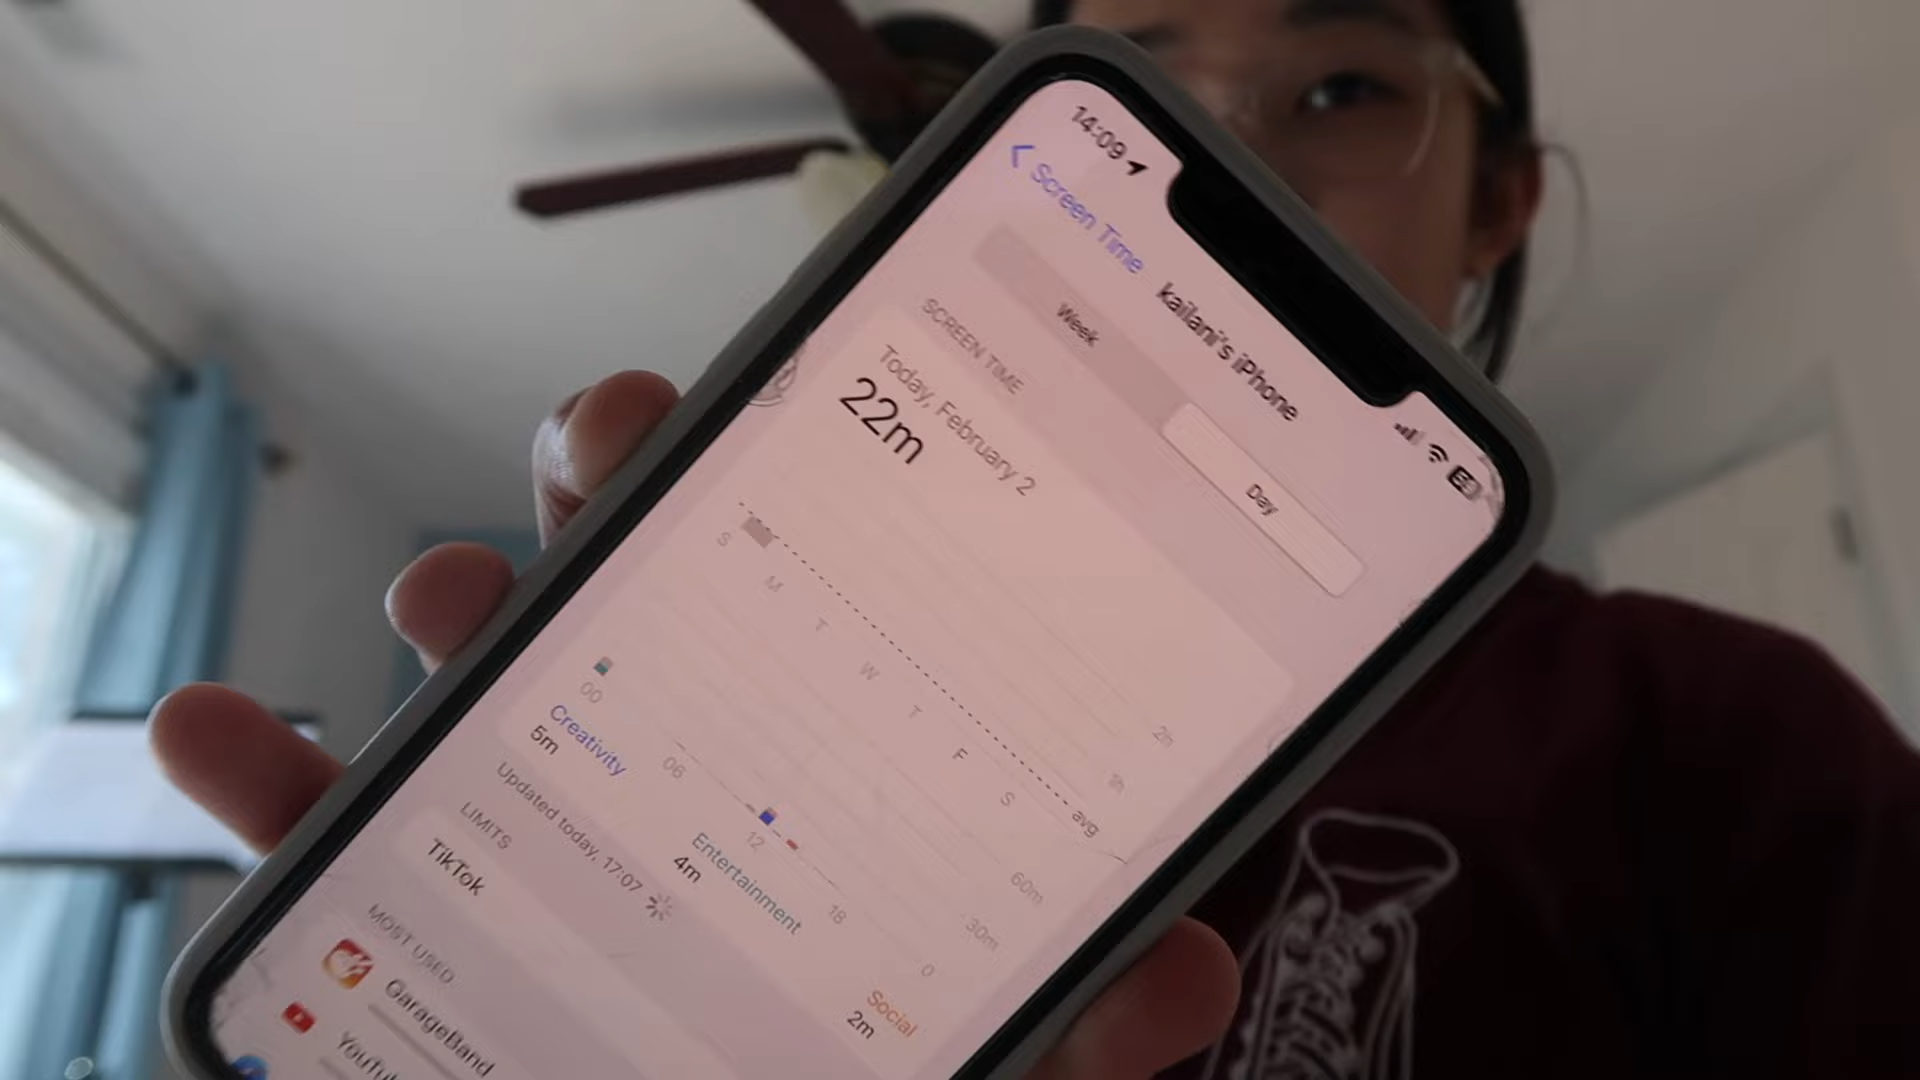 14:09
Screen Time
kailani's iPhone
Week
Day
SCREEN TIME
Today, February 2
22m
2h
1h
avg
S
M
T
W
T
F
S
60m
30m
0
00
06
12
18
Creativity
5m
Entertainment
4m
Social
2m
Updated today, 17:07
LIMITS
TikTok
MOST USED
GarageBand